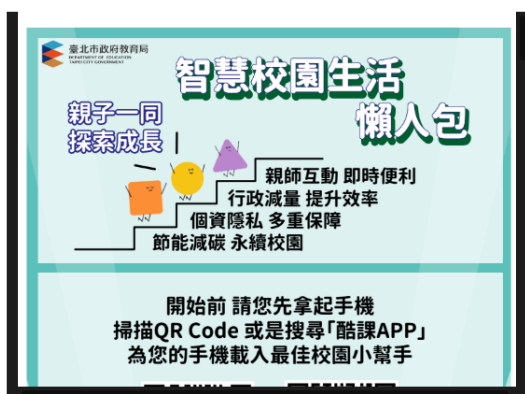 臺北市政府教育局
DEPARTMENT OF EDUCATION
TAIPEI CITY GOVERNMENT
智慧校園生活
懶人包
親子一同
探索成長
親師互動 即時便利
行政減量 提升效率
個資隱私 多重保障
節能減碳 永續校園
開始前 請您先拿起手機
掃描QR Code 或是搜尋「酷課APP」
為您的手機載入最佳校園小幫手